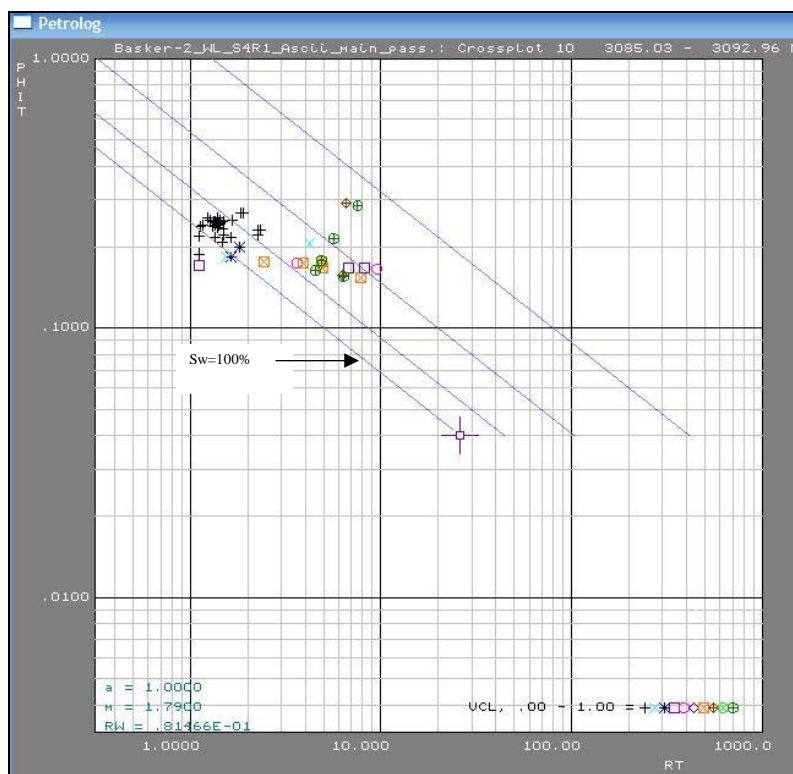 Petrolog
Basker-2_WL_S4R1_Ascii_main_pass.: Crossplot 10 3085.03 - 3092.96
PHIT
1.0000
.1000
Sw=100%
.0100
a = 1.0000
M = 1.7900
RW = .81466E-01
VCL, .00 - 1.00 =
1.0000 10.000 100.00 1000.0
RT